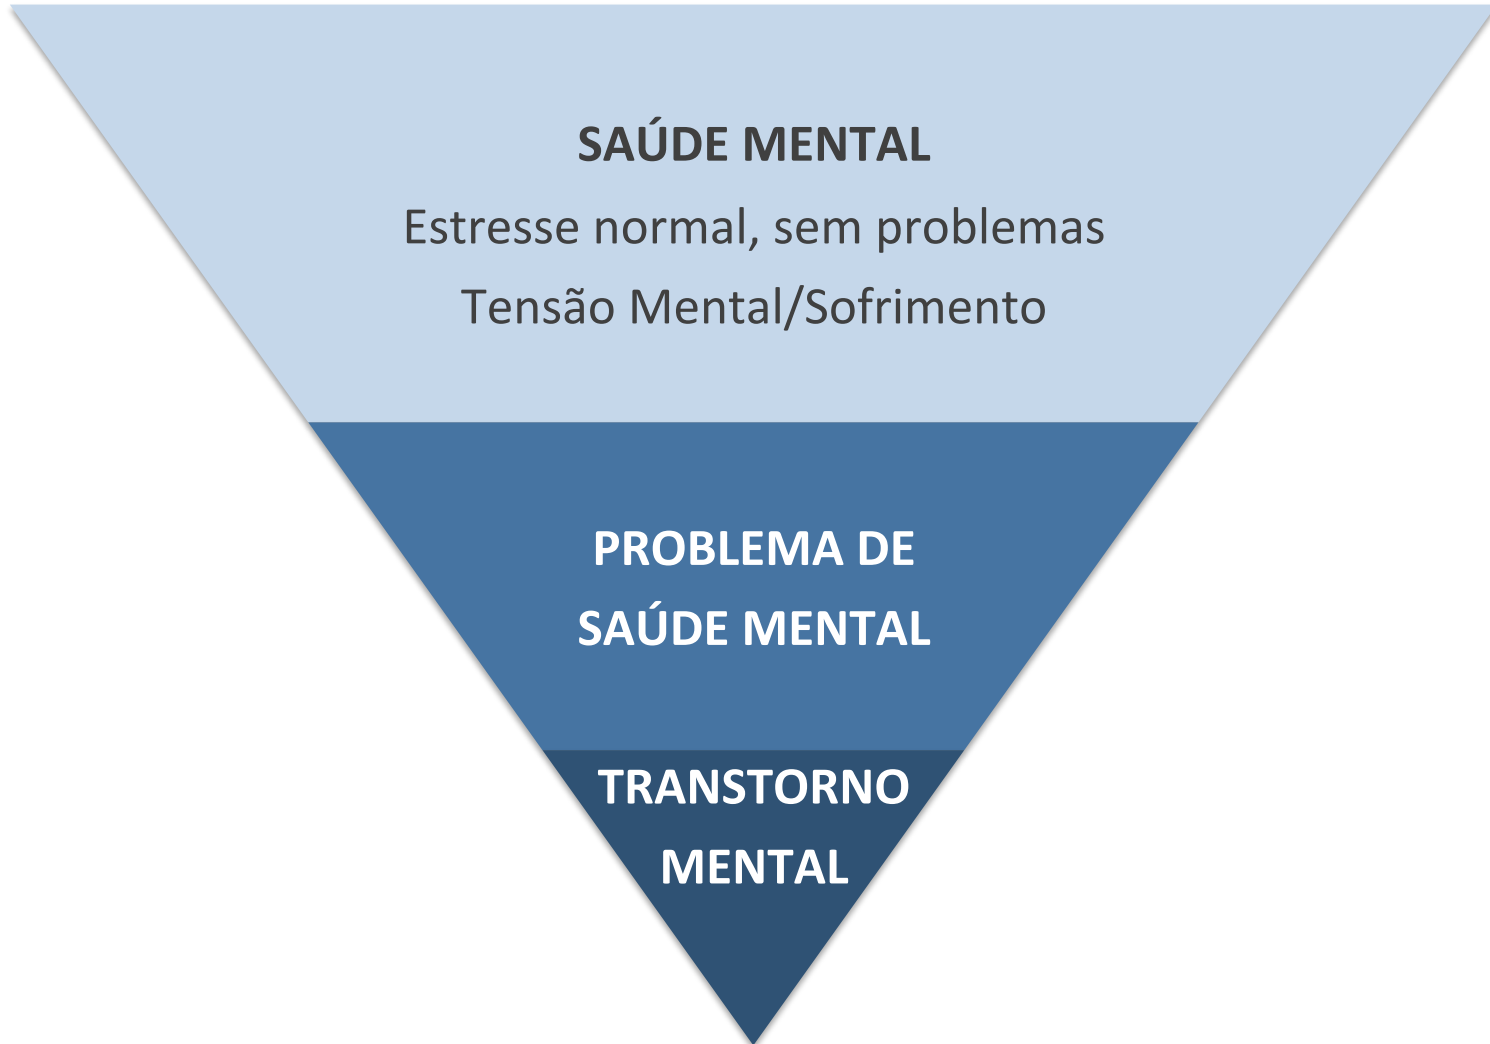 SAÚDE MENTAL
Estresse normal, sem problemas
Tensão Mental/Sofrimento
PROBLEMA DE
SAÚDE MENTAL
TRANSTORNO
MENTAL